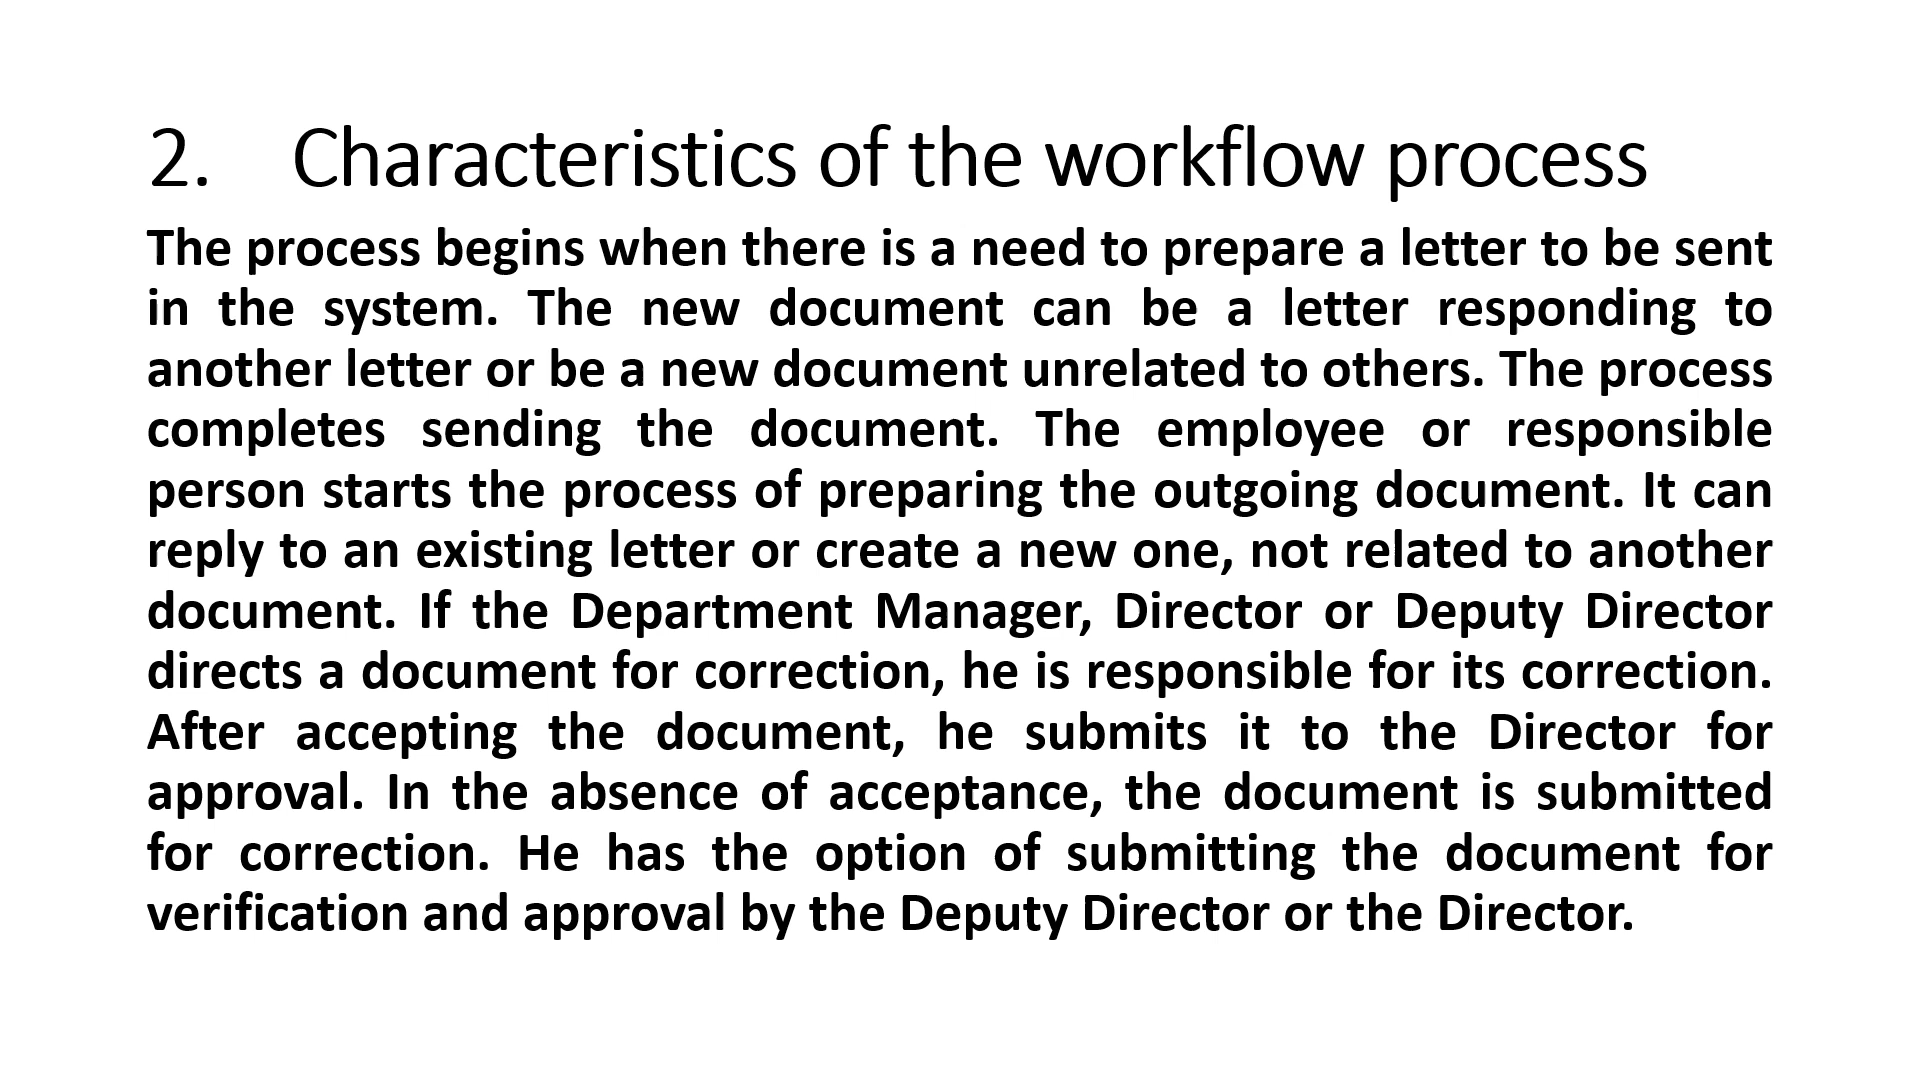 2. Characteristics of the workflow process
The process begins when there is a need to prepare a letter to be sent
in the system. The new document can be a letter responding to
another letter or be a new document unrelated to others. The process
completes sending the document. The employee or responsible
person starts the process of preparing the outgoing document. It can
reply to an existing letter or create a new one, not related to another
document. If the Department Manager, Director or Deputy Director
directs a document for correction, he is responsible for its correction.
After accepting the document, he submits it to the Director for
approval. In the absence of acceptance, the document is submitted
for correction. He has the option of submitting the document for
verification and approval by the Deputy Director or the Director.